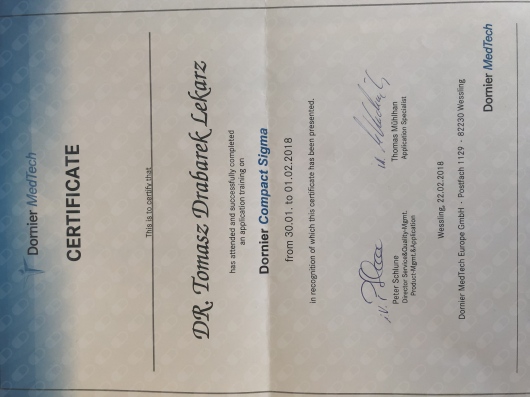 Dornier MedTech
CERTIFICATE
This is to certify that
DR. Tomasz Drabarek Lekarz
has attended and successfully completed
an application training on
Dornier Compact Sigma
from 30.01. to 01.02.2018
in recognition of which this certificate has been presented.
Peter Schlune
Director Service&Quality-Mgmt.
Product-Mgmt.&Application
Thomas Mühlhan
Application Specialist
Wessling, 22.02.2018
Dornier MedTech Europe GmbH - Postfach 1129 - 82230 Wessling
Dornier MedTech